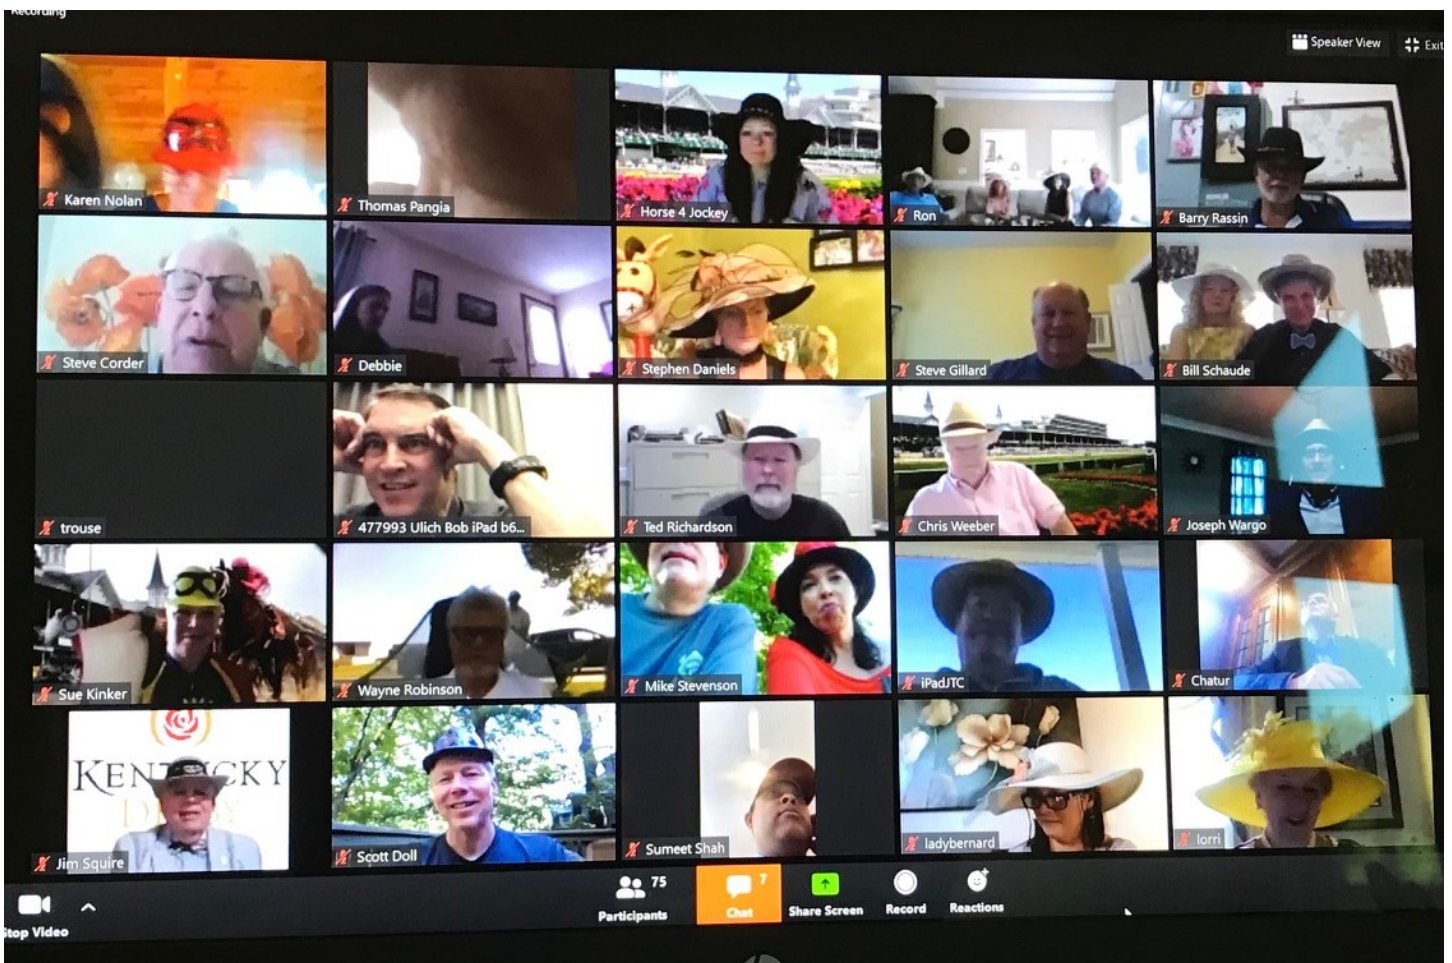 Recording
Speaker View
Exit
Karen Nolan
Thomas Pangia
Horse 4 Jockey
Ron
Barry Rassin
Steve Corder
Debbie
Stephen Daniels
Steve Gillard
Bill Schaude
trouse
477993 Ulich Bob iPad b6...
Ted Richardson
Chris Weeber
Joseph Wargo
Sue Kinker
Wayne Robinson
Mike Stevenson
iPadJTC
Chatur
KENTUCKY
DERBY
Jim Squire
Scott Doll
Sumeet Shah
ladybernard
lorri
75
7
Stop Video
Participants
Chat
Share Screen
Record
Reactions